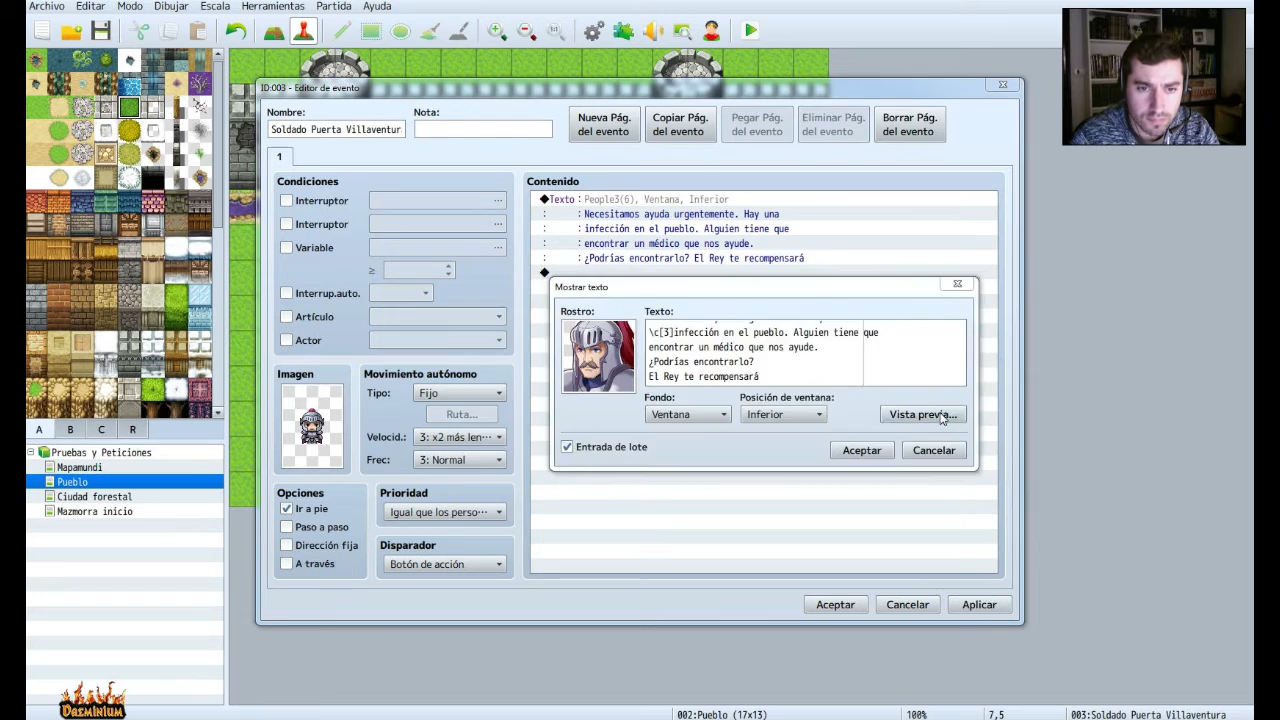 Archivo Editar Modo Dibujar Escala Herramientas Partida Ayuda
ID:003 - Editor de evento
Nombre:
Nota:
Soldado Puerta Villaventur
Nueva Pág. del evento
Copiar Pág. del evento
Pegar Pág. del evento
Eliminar Pág. del evento
Borrar Pág. del evento
1
Condiciones
Interruptor
Interruptor
Variable
≥
Interrup.auto.
Artículo
Actor
Imagen
Movimiento autónomo
Tipo: Fijo
Ruta...
Velocid.: 3: x2 más len···
Frec: 3: Normal
Opciones
Ir a pie
Paso a paso
Dirección fija
A través
Prioridad
Igual que los perso···
Disparador
Botón de acción
Contenido
◆Texto : People3(6), Ventana, Inferior
: : Necesitamos ayuda urgentemente. Hay una
: : infección en el pueblo. Alguien tiene que
: : encontrar un médico que nos ayude.
: : ¿Podrías encontrarlo? El Rey te recompensará
◆
Mostrar texto
Rostro:
Texto:
\c[3]infección en el pueblo. Alguien tiene que
encontrar un médico que nos ayude.
¿Podrías encontrarlo?
El Rey te recompensará
Fondo:
Posición de ventana:
Ventana
Inferior
Vista previa...
Entrada de lote
Aceptar
Cancelar
Aceptar
Cancelar
Aplicar
A B C R
Pruebas y Peticiones
Mapamundi
Pueblo
Ciudad forestal
Mazmorra inicio
DAEMINIUM
002:Pueblo (17x13)
100%
7,5
003:Soldado Puerta Villaventura